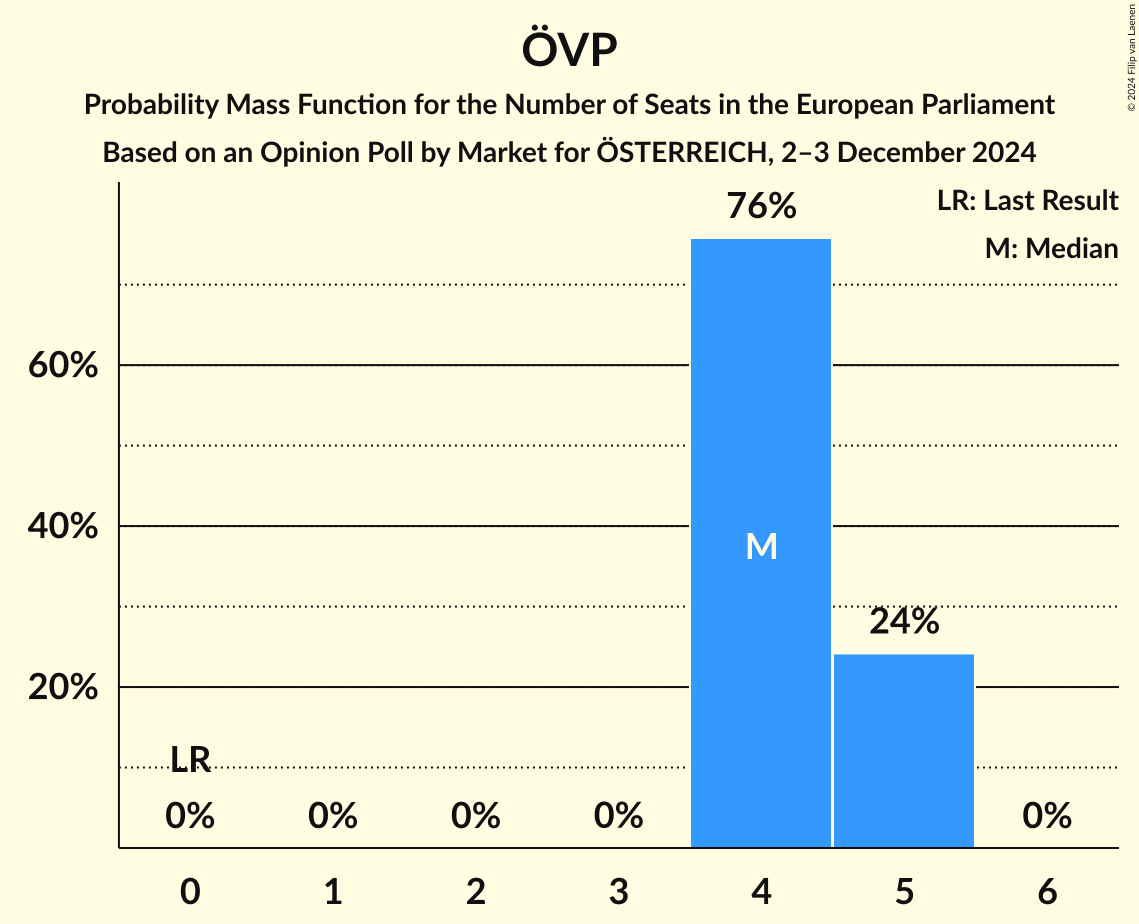 ÖVP
Probability Mass Function for the Number of Seats in the European Parliament
Based on an Opinion Poll by Market for ÖSTERREICH, 2–3 December 2024
© 2024 Filip van Laenen
LR: Last Result
M: Median
76%
60%
40%
M
24%
20%
LR
0% 0% 0% 0% 0%
0 1 2 3 4 5 6